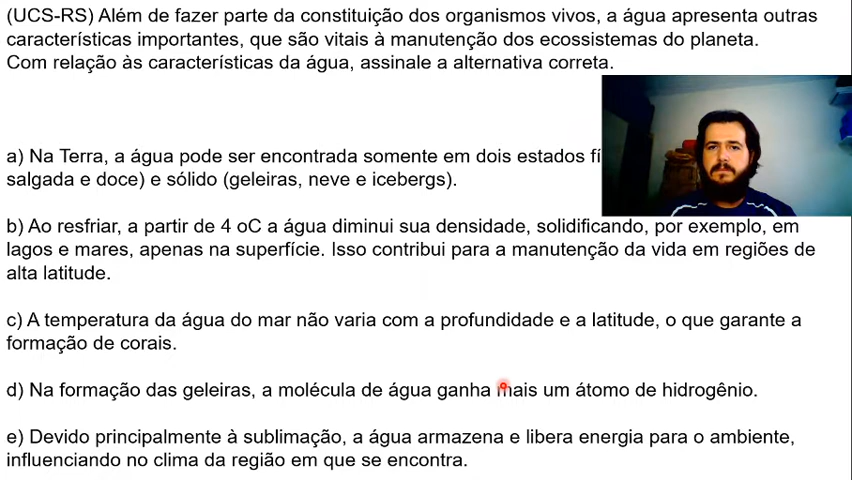 (UCS-RS) Além de fazer parte da constituição dos organismos vivos, a água apresenta outras
características importantes, que são vitais à manutenção dos ecossistemas do planeta.
Com relação às características da água, assinale a alternativa correta.
a) Na Terra, a água pode ser encontrada somente em dois estados fí
salgada e doce) e sólido (geleiras, neve e icebergs).
b) Ao resfriar, a partir de 4 oC a água diminui sua densidade, solidificando, por exemplo, em
lagos e mares, apenas na superfície. Isso contribui para a manutenção da vida em regiões de
alta latitude.
c) A temperatura da água do mar não varia com a profundidade e a latitude, o que garante a
formação de corais.
d) Na formação das geleiras, a molécula de água ganha mais um átomo de hidrogênio.
e) Devido principalmente à sublimação, a água armazena e libera energia para o ambiente,
influenciando no clima da região em que se encontra.